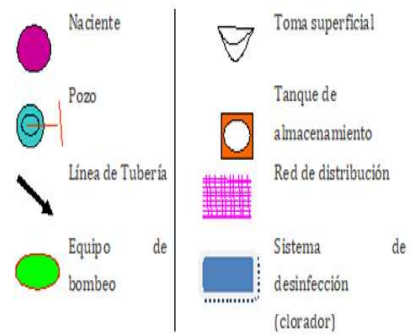 Naciente
Pozo
Línea de Tubería
Equipo de
bombeo
Toma superficial
Tanque de
almacenamiento
Red de distribución
Sistema de
desinfección
(clorador)